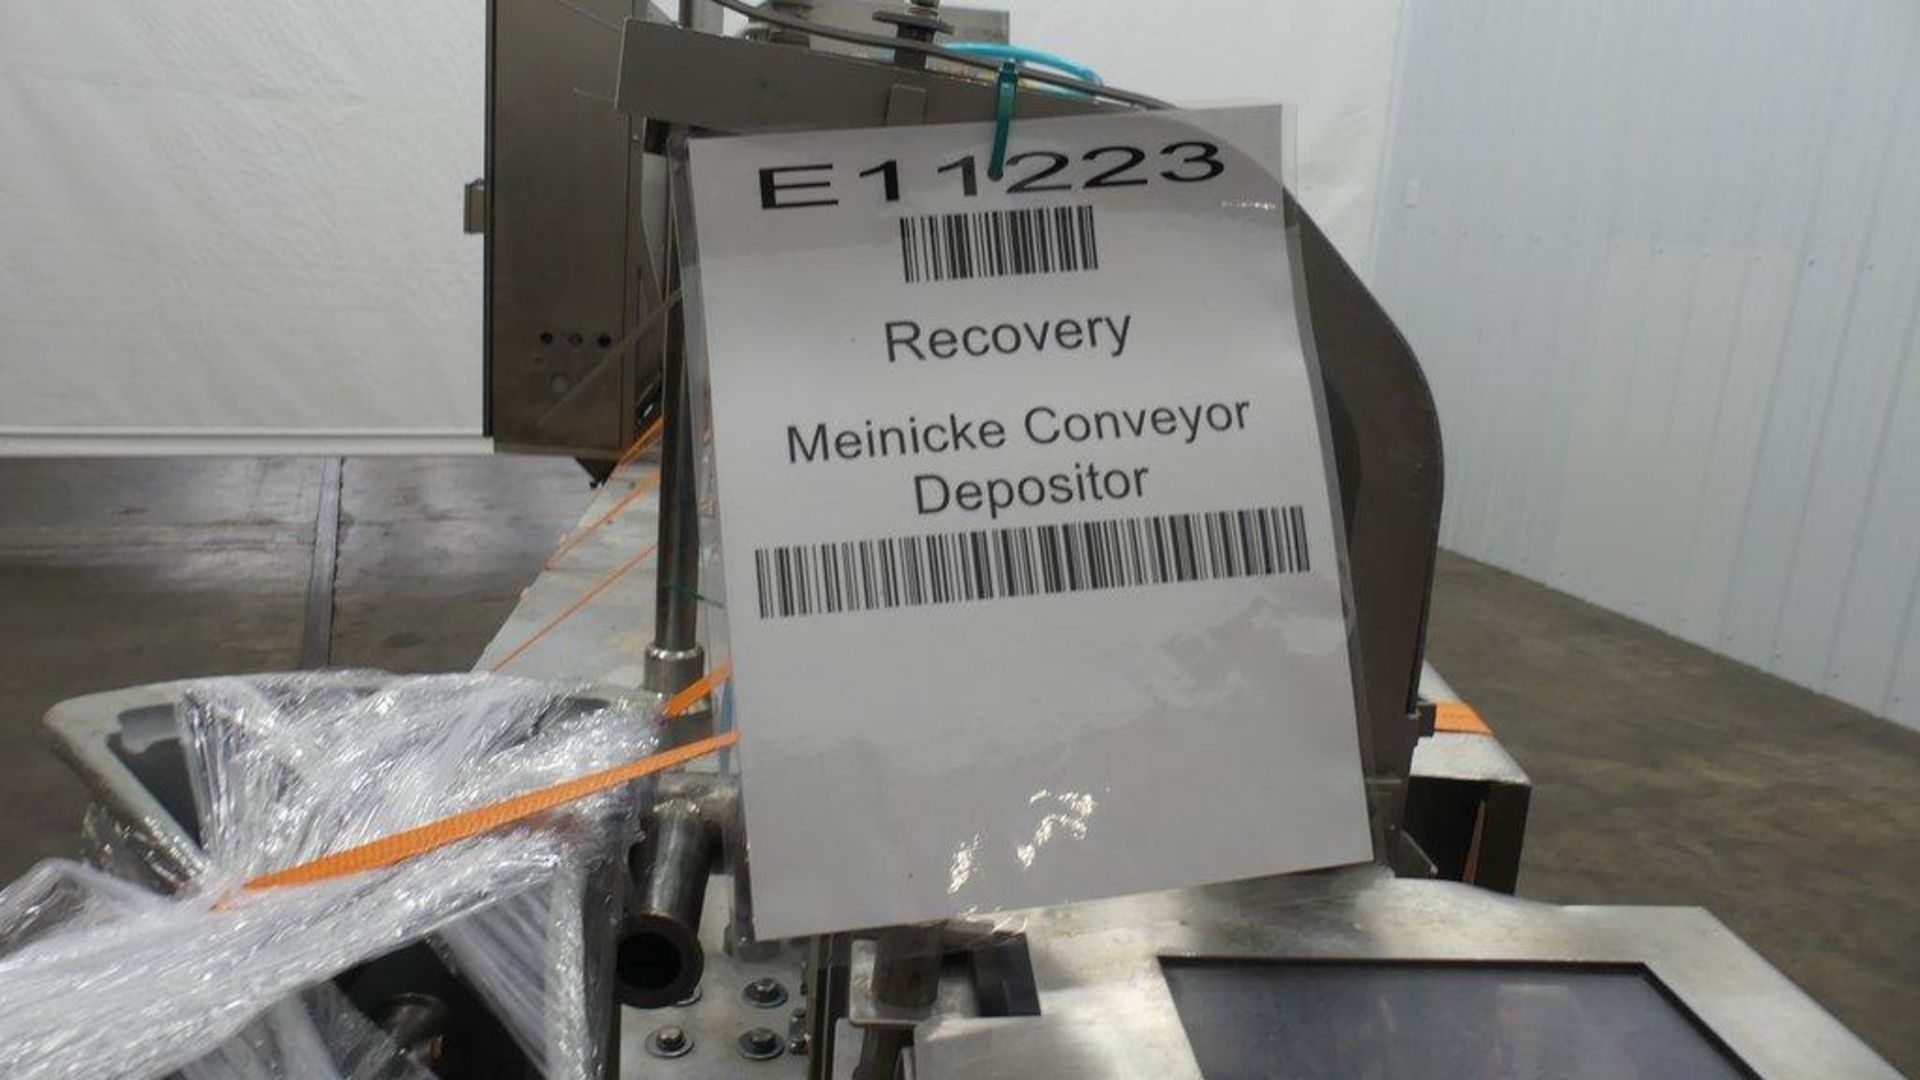 E11223
Recovery
Meinicke Conveyor
Depositor